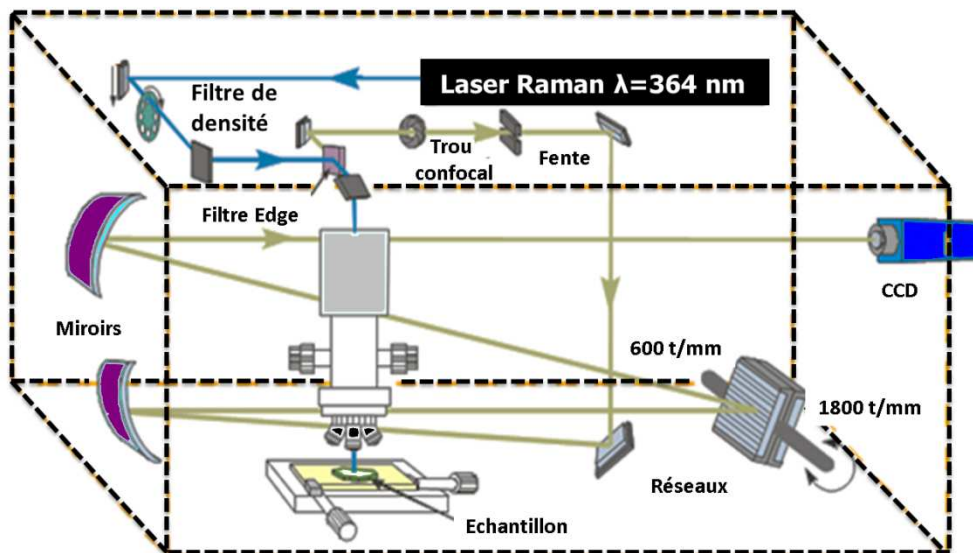 Laser Raman λ=364 nm
Filtre de
densité
Trou
confocal
Fente
Filtre Edge
CCD
Miroirs
600 t/mm
1800 t/mm
Réseaux
Echantillon